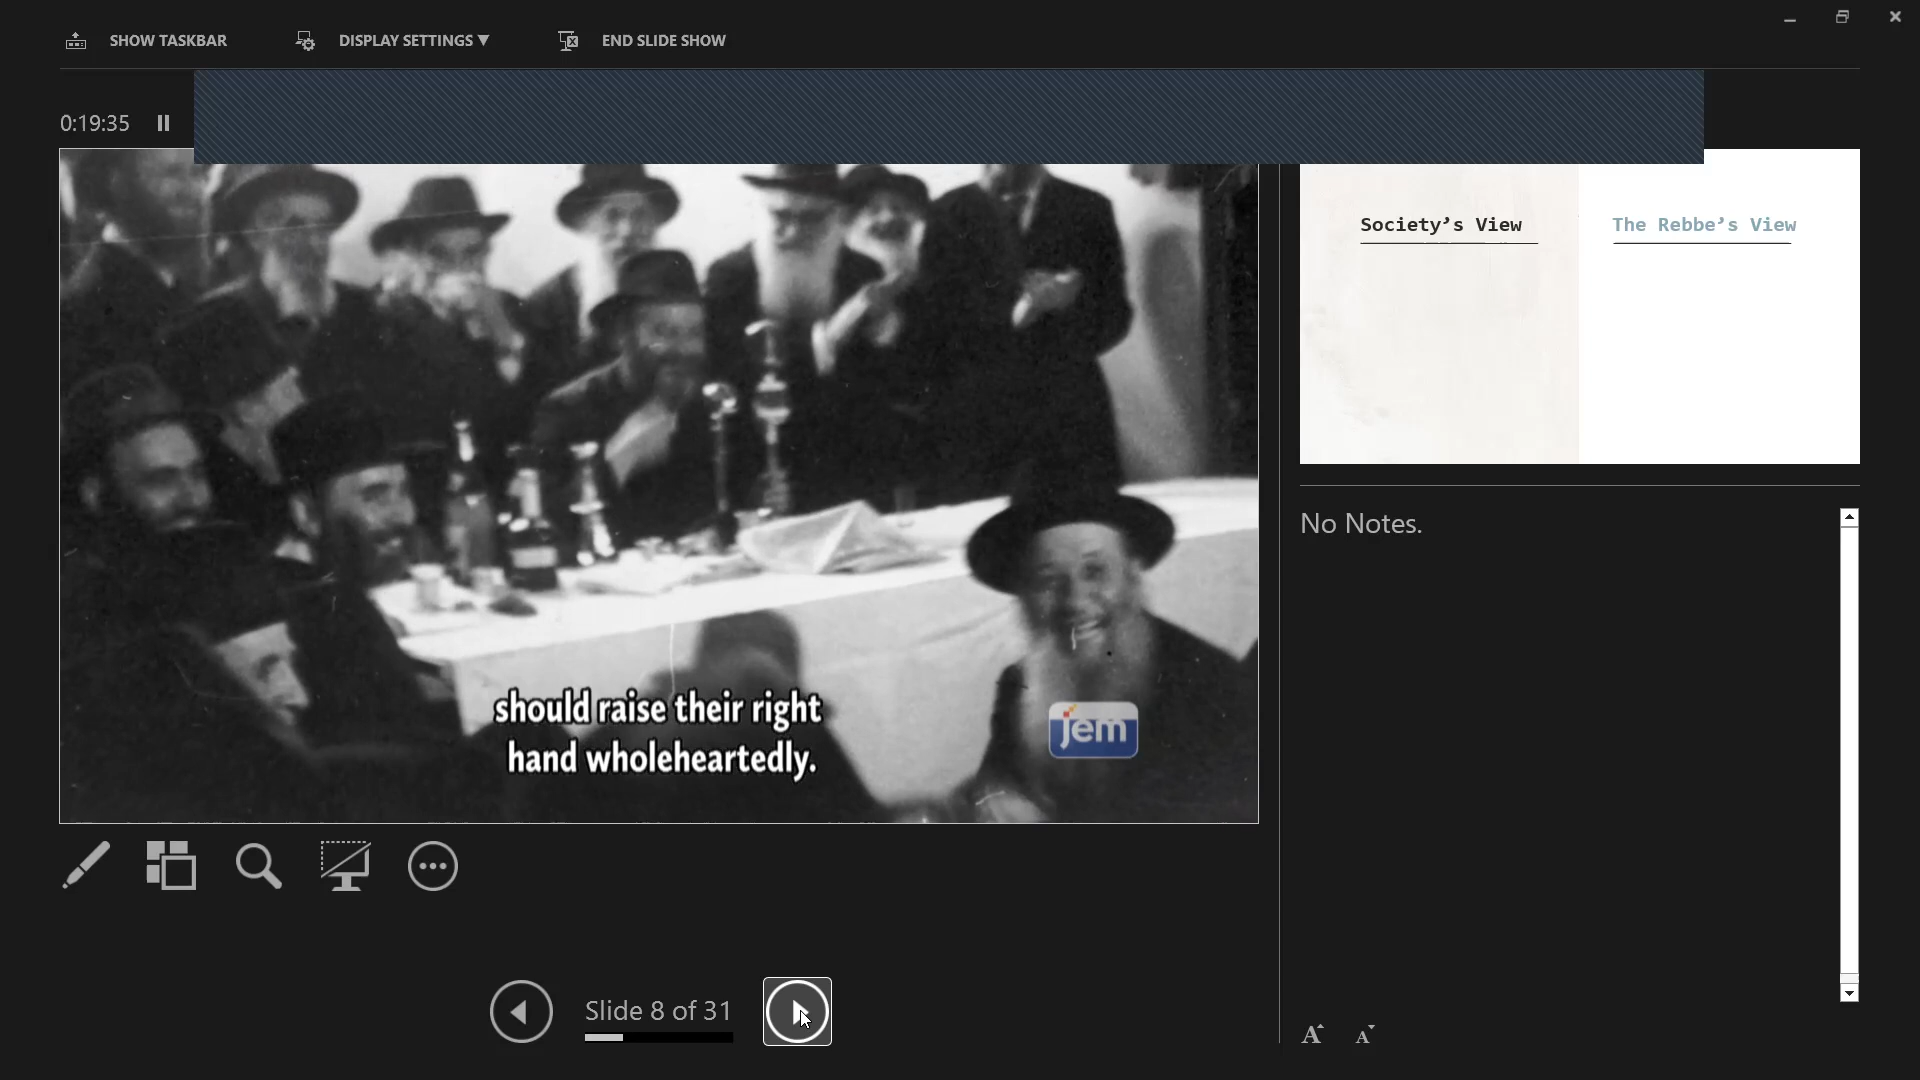 SHOW TASKBAR
DISPLAY SETTINGS ▼
END SLIDE SHOW
0:19:35
Society’s View
The Rebbe’s View
should raise their right
hand wholeheartedly.
jem
No Notes.
Slide 8 of 31
A
A